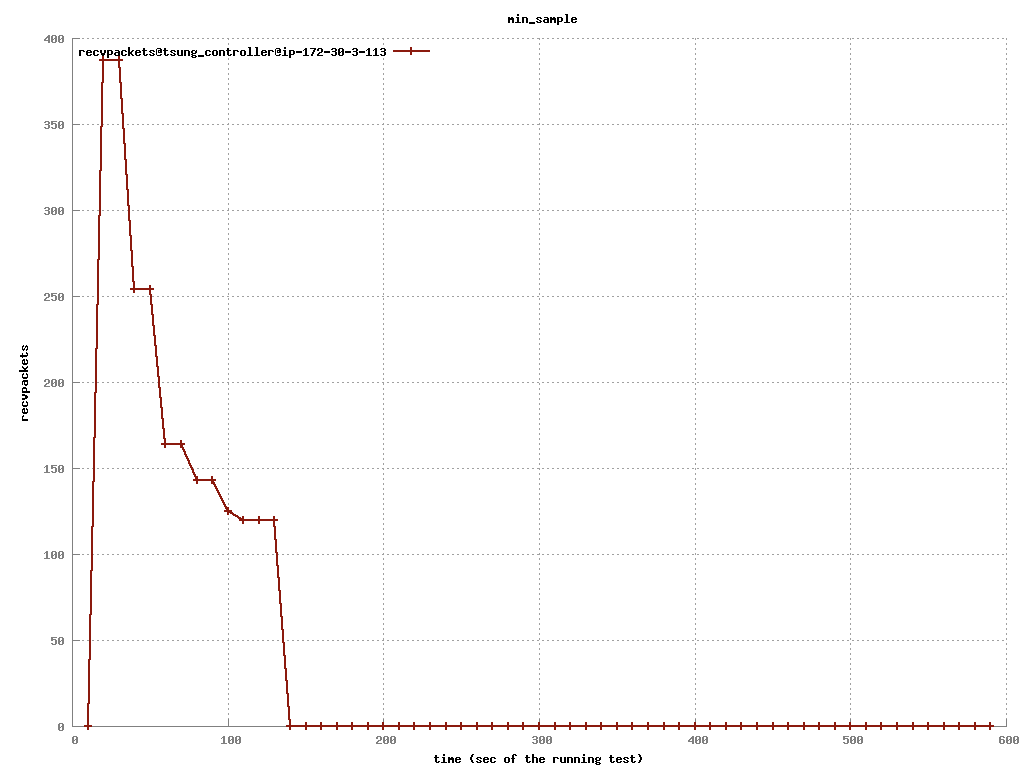 min_sample
400
recvpackets@tsung_controller@ip-172-30-3-113
350
300
250
200
150
100
50
0
recvpackets
0 100 200 300 400 500 600
time (sec of the running test)